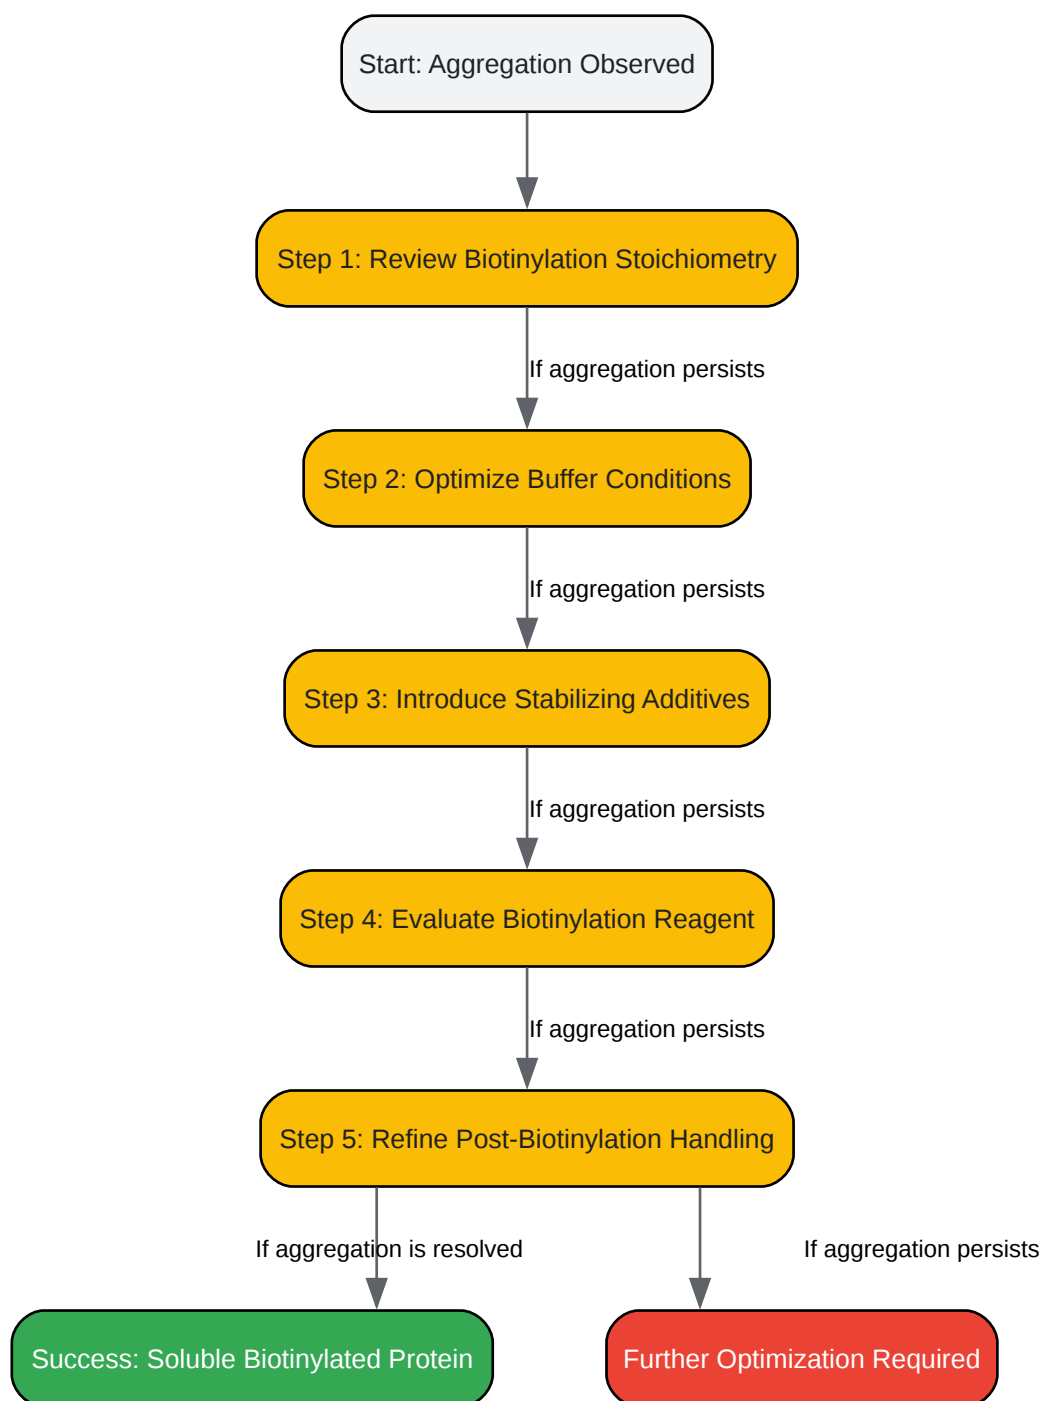 Start: Aggregation Observed
Step 1: Review Biotinylation Stoichiometry
If aggregation persists
Step 2: Optimize Buffer Conditions
If aggregation persists
Step 3: Introduce Stabilizing Additives
If aggregation persists
Step 4: Evaluate Biotinylation Reagent
If aggregation persists
Step 5: Refine Post-Biotinylation Handling
If aggregation is resolved
If aggregation persists
Success: Soluble Biotinylated Protein
Further Optimization Required